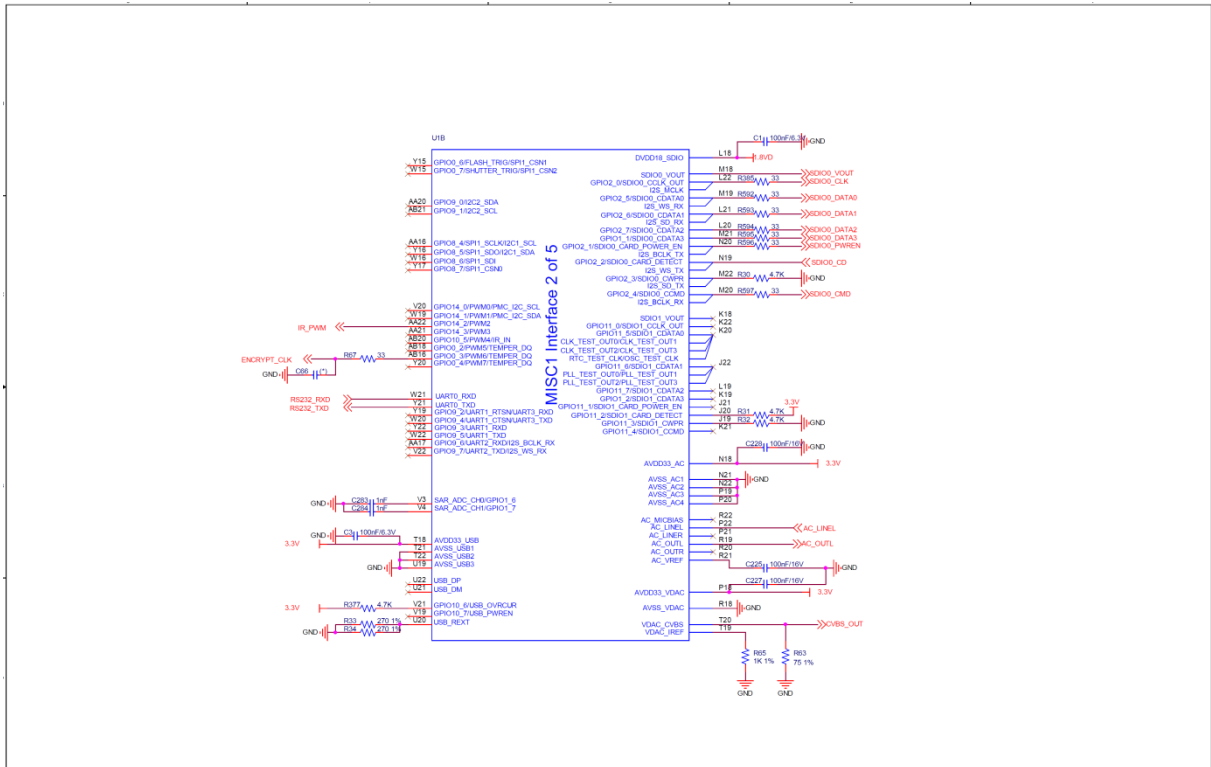 U1B
MISC1 Interface 2 of 5
Y15 GPIO0_6/FLASH_TRIG/SPI1_CSN1
W15 GPIO0_7/SHUTTER_TRIG/SPI1_CSN2
AA20 GPIO9_0/I2C2_SDA
AB21 GPIO9_1/I2C2_SCL
AA16 GPIO8_4/SPI1_SCLK/I2C1_SCL
Y16 GPIO8_5/SPI1_SDO/I2C1_SDA
W16 GPIO8_6/SPI1_SDI
Y17 GPIO8_7/SPI1_CSN0
V20 GPIO14_0/PWM0/PMC_I2C_SCL
W19 GPIO14_1/PWM1/PMC_I2C_SDA
IR_PWM AA22 GPIO14_2/PWM2
AA21 GPIO14_3/PWM3
AB20 GPIO10_5/PWM4/IR_IN
AB18 GPIO0_2/PWM5/TEMPER_DQ
ENCRYPT_CLK R67 33 AB16 GPIO0_3/PWM6/TEMPER_DQ
Y20 GPIO0_4/PWM7/TEMPER_DQ
GND C66 (*)
RS232_RXD W21 UART0_RXD
RS232_TXD Y21 UART0_TXD
Y19 GPIO9_2/UART1_RTSN/UART3_RXD
W20 GPIO9_4/UART1_CTSN/UART3_TXD
Y22 GPIO9_3/UART1_RXD
W22 GPIO9_5/UART1_TXD
AA17 GPIO9_6/UART2_RXD/I2S_BCLK_RX
V22 GPIO9_7/UART2_TXD/I2S_WS_RX
GND C283 1nF V3 SAR_ADC_CH0/GPIO1_6
C284 1nF V4 SAR_ADC_CH1/GPIO1_7
GND C3 100nF/6.3V
3.3V T18 AVDD33_USB
T21 AVSS_USB1
T22 AVSS_USB2
GND U19 AVSS_USB3
U22 USB_DP
U21 USB_DM
3.3V R377 4.7K V21 GPIO10_6/USB_OVRCUR
V19 GPIO10_7/USB_PWREN
R33 270 1% U20 USB_REXT
GND R34 270 1%
C1 100nF/6.3V GND
DVDD18_SDIO L18 1.8VD
SDIO0_VOUT M18 SDIO0_VOUT
GPIO2_0/SDIO0_CCLK_OUT L22 R385 33 SDIO0_CLK
I2S_MCLK
GPIO2_5/SDIO0_CDATA0 M19 R592 33 SDIO0_DATA0
I2S_WS_RX
GPIO2_6/SDIO0_CDATA1 L21 R593 33 SDIO0_DATA1
I2S_SD_RX
GPIO2_7/SDIO0_CDATA2 L20 R594 33 SDIO0_DATA2
GPIO1_1/SDIO0_CDATA3 M21 R595 33 SDIO0_DATA3
GPIO2_1/SDIO0_CARD_POWER_EN N20 R596 33 SDIO0_PWREN
I2S_BCLK_TX
GPIO2_2/SDIO0_CARD_DETECT N19 SDIO0_CD
I2S_WS_TX
GPIO2_3/SDIO0_CWPR M22 R30 4.7K GND
I2S_SD_TX
GPIO2_4/SDIO0_CCMD M20 R597 33 SDIO0_CMD
I2S_BCLK_RX
SDIO1_VOUT K18
GPIO11_0/SDIO1_CCLK_OUT K22
GPIO11_5/SDIO1_CDATA0 K20
CLK_TEST_OUT0/CLK_TEST_OUT1
CLK_TEST_OUT2/CLK_TEST_OUT3
RTC_TEST_CLK/OSC_TEST_CLK
GPIO11_6/SDIO1_CDATA1 J22
PLL_TEST_OUT0/PLL_TEST_OUT1
PLL_TEST_OUT2/PLL_TEST_OUT3
GPIO11_7/SDIO1_CDATA2 L19
GPIO1_2/SDIO1_CDATA3 K19
GPIO11_1/SDIO1_CARD_POWER_EN J21 3.3V
GPIO11_2/SDIO1_CARD_DETECT J20 R31 4.7K
GPIO11_3/SDIO1_CWPR J19 R32 4.7K GND
GPIO11_4/SDIO1_CCMD K21
C228 100nF/16V GND
AVDD33_AC N18 3.3V
AVSS_AC1 N21 GND
AVSS_AC2 N22
AVSS_AC3 P19
AVSS_AC4 P20
AC_MICBIAS R22
AC_LINEL P22 AC_LINEL
AC_LINER P21
AC_OUTL R19 AC_OUTL
AC_OUTR R20
AC_VREF R21
C225 100nF/16V GND
C227 100nF/16V
AVDD33_VDAC P18 3.3V
AVSS_VDAC R18 GND
VDAC_CVBS T20 CVBS_OUT
VDAC_IREF T19
R65 R63
1K 1% 75 1%
GND GND